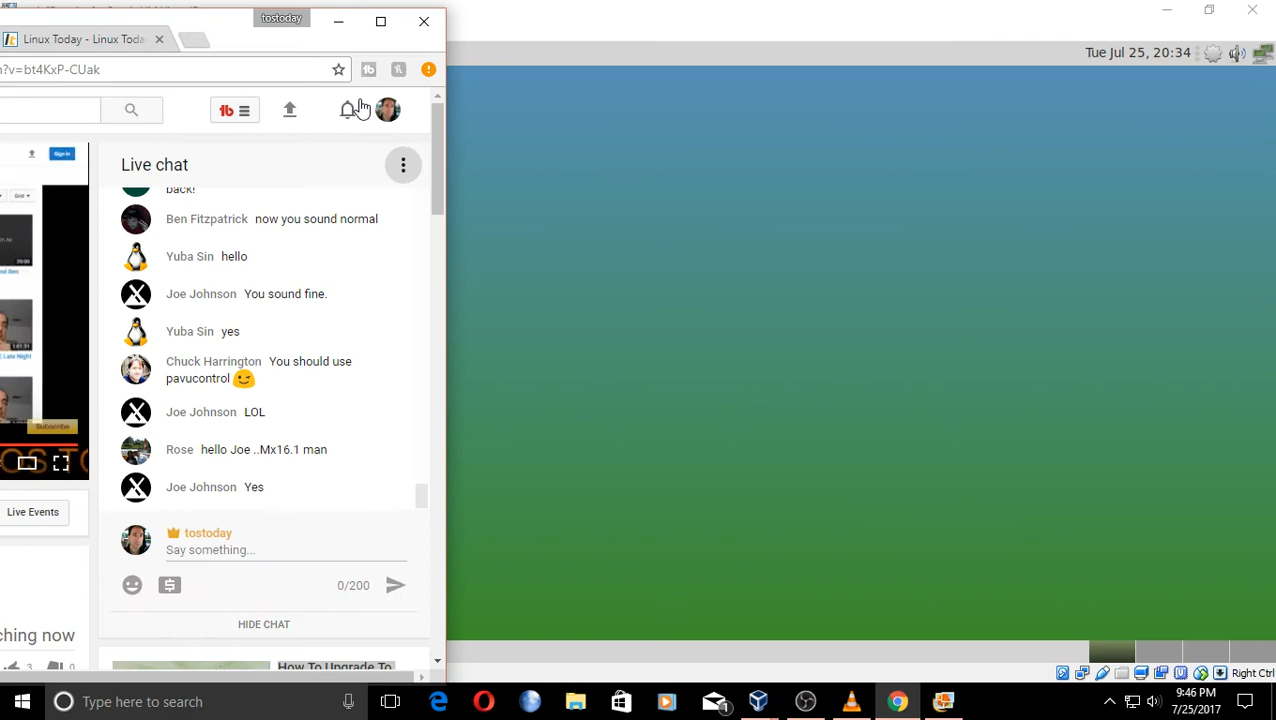 tostoday
Linux Today - Linux Toda
Tue Jul 25, 20:34
?v=bt4KxP-CUak
Sign in
Live chat
back!
Ben Fitzpatrick now you sound normal
Yuba Sin hello
Joe Johnson You sound fine.
Yuba Sin yes
Chuck Harrington You should use
pavucontrol
Joe Johnson LOL
Rose hello Joe ..Mx16.1 man
Joe Johnson Yes
Subscribe
Live Events
tostoday
Say something...
0/200
HIDE CHAT
ching now
3 0
How To Upgrade To
Right Ctrl
Type here to search
1
9:46 PM
7/25/2017